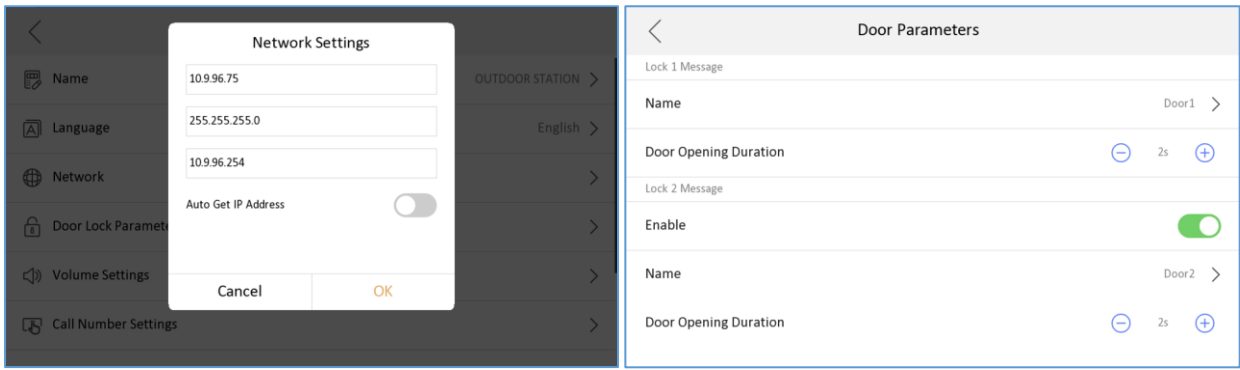 Network Settings
Name
10.9.96.75
OUTDOOR STATION
Language
255.255.255.0
English
10.9.96.254
Network
Auto Get IP Address
Door Lock Paramete
Volume Settings
Cancel
OK
Call Number Settings
Door Parameters
Lock 1 Message
Name
Door1
Door Opening Duration
2s
Lock 2 Message
Enable
Name
Door2
Door Opening Duration
2s